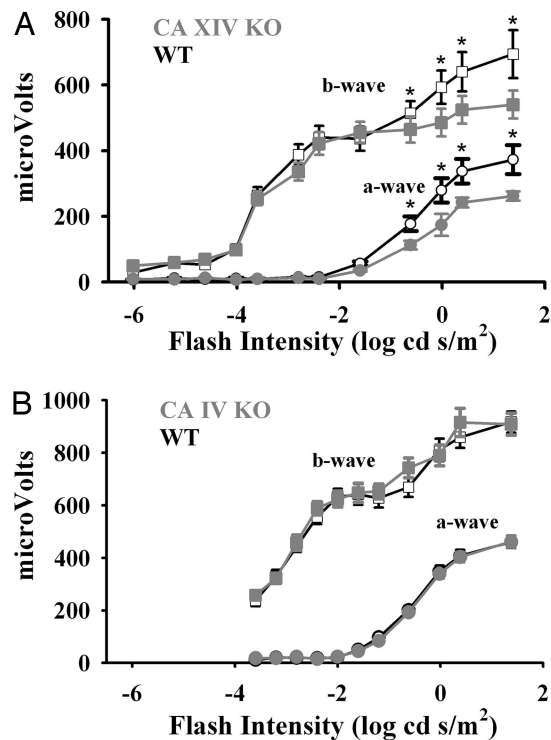 A
CA XIV KO
WT
800
600
400
200
0
microVolts
b-wave
a-wave
* * * *
* * * *
-6 -4 -2 0 2
Flash Intensity (log cd s/m²)
B
CA IV KO
WT
1000
800
600
400
200
0
microVolts
b-wave
a-wave
-6 -4 -2 0 2
Flash Intensity (log cd s/m²)